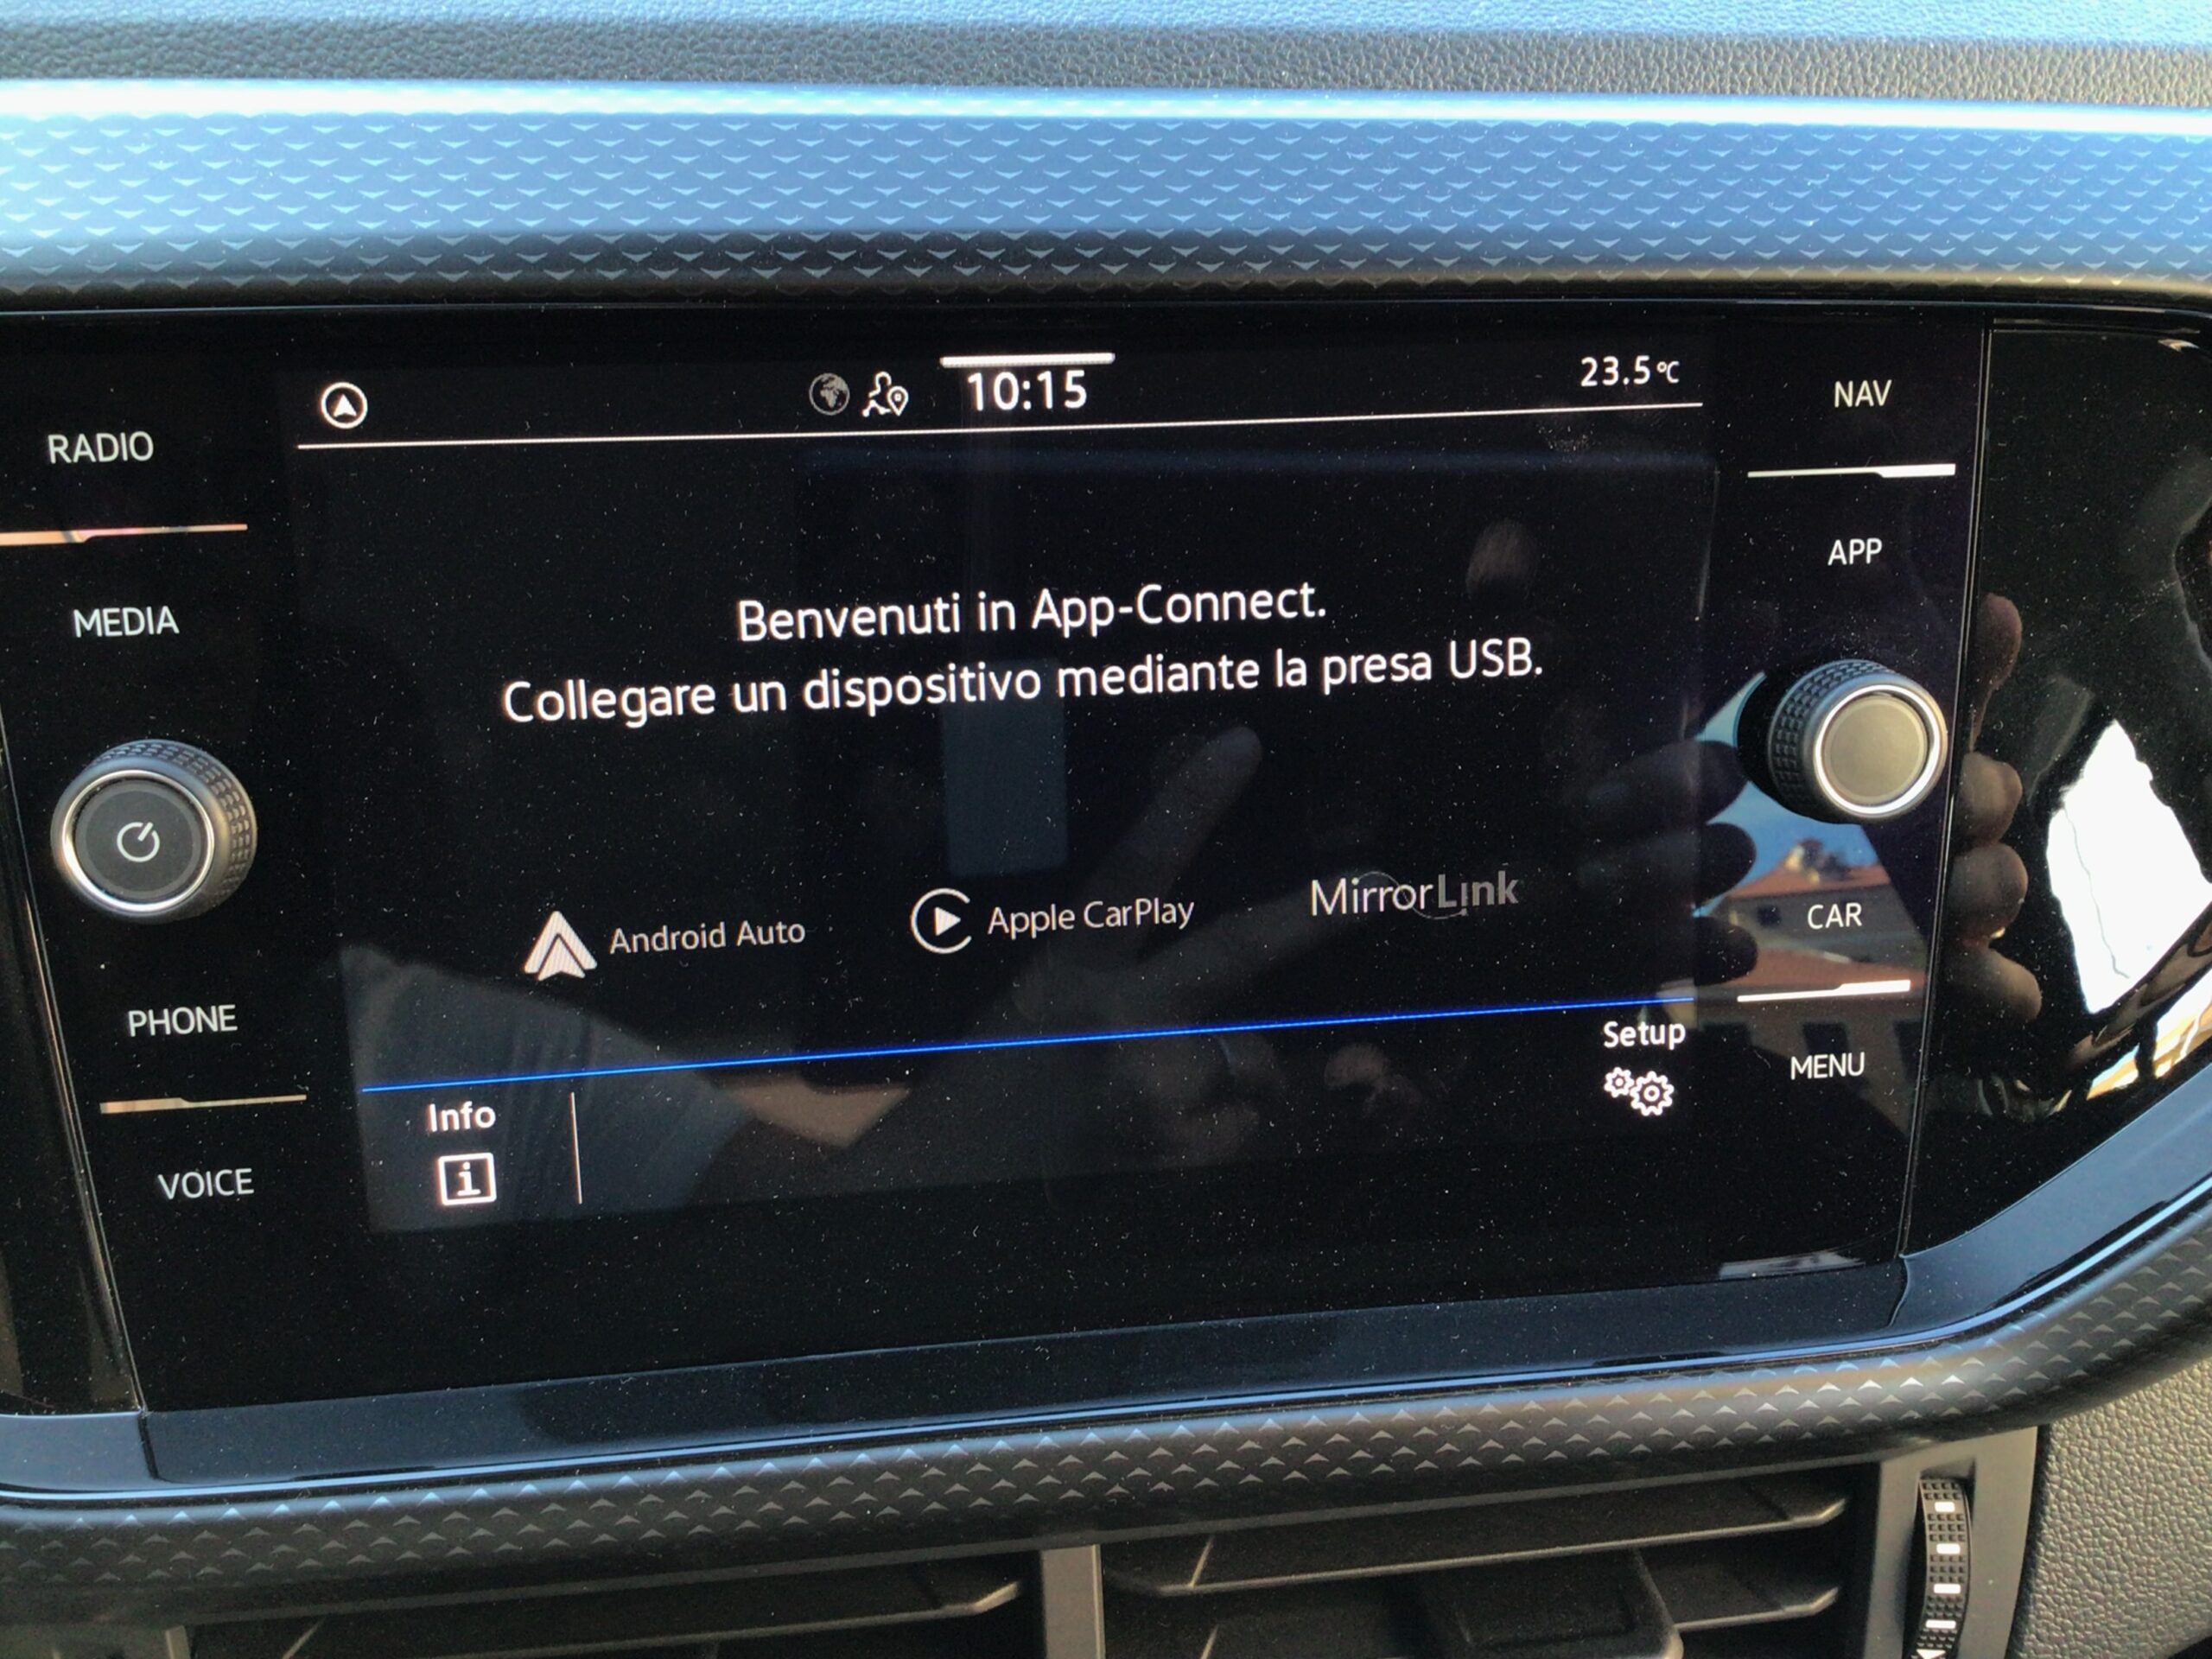 10:15
23.5°C
RADIO
MEDIA
PHONE
VOICE
Benvenuti in App-Connect.
Collegare un dispositivo mediante la presa USB.
Android Auto
Apple CarPlay
MirrorLink
Info
i
Setup
NAV
APP
CAR
MENU